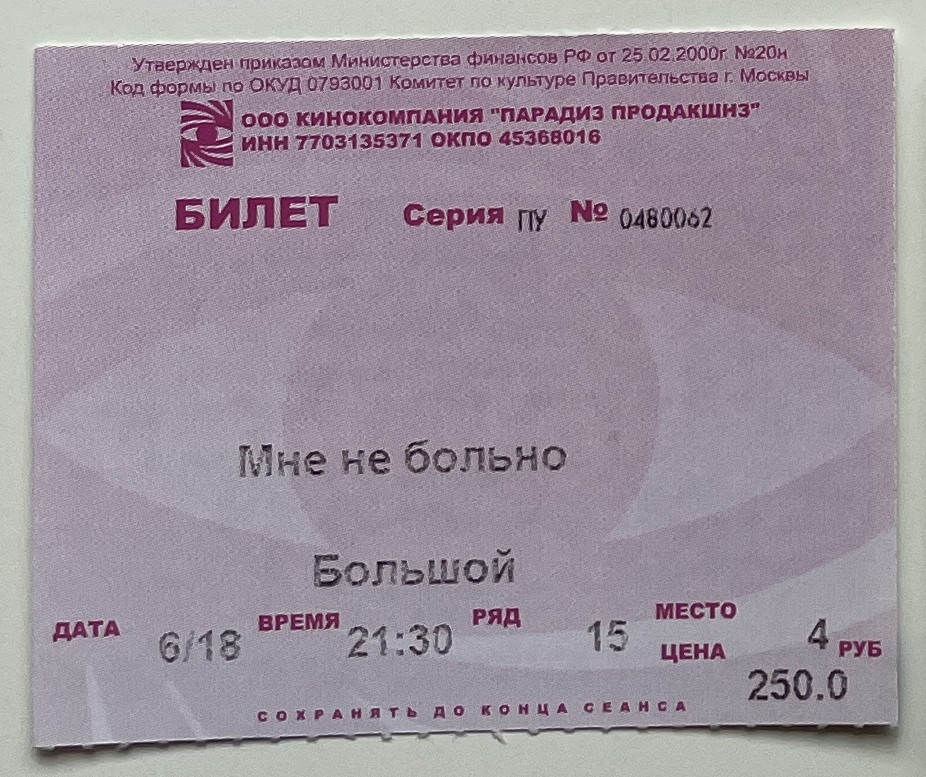 Утвержден приказом Министерства финансов РФ от 25.02.2000г. №20н
Код формы по ОКУД 0793001 Комитет по культуре Правительства г. Москвы
ООО КИНОКОМПАНИЯ "ПАРАДИЗ ПРОДАКШНЗ"
ИНН 7703135371 ОКПО 45368016
БИЛЕТ Серия ПУ № 0480062
Мне не больно
Большой
ДАТА 6/18 ВРЕМЯ 21:30 РЯД 15 МЕСТО 4
ЦЕНА 250.0 РУБ
СОХРАНЯТЬ ДО КОНЦА СЕАНСА